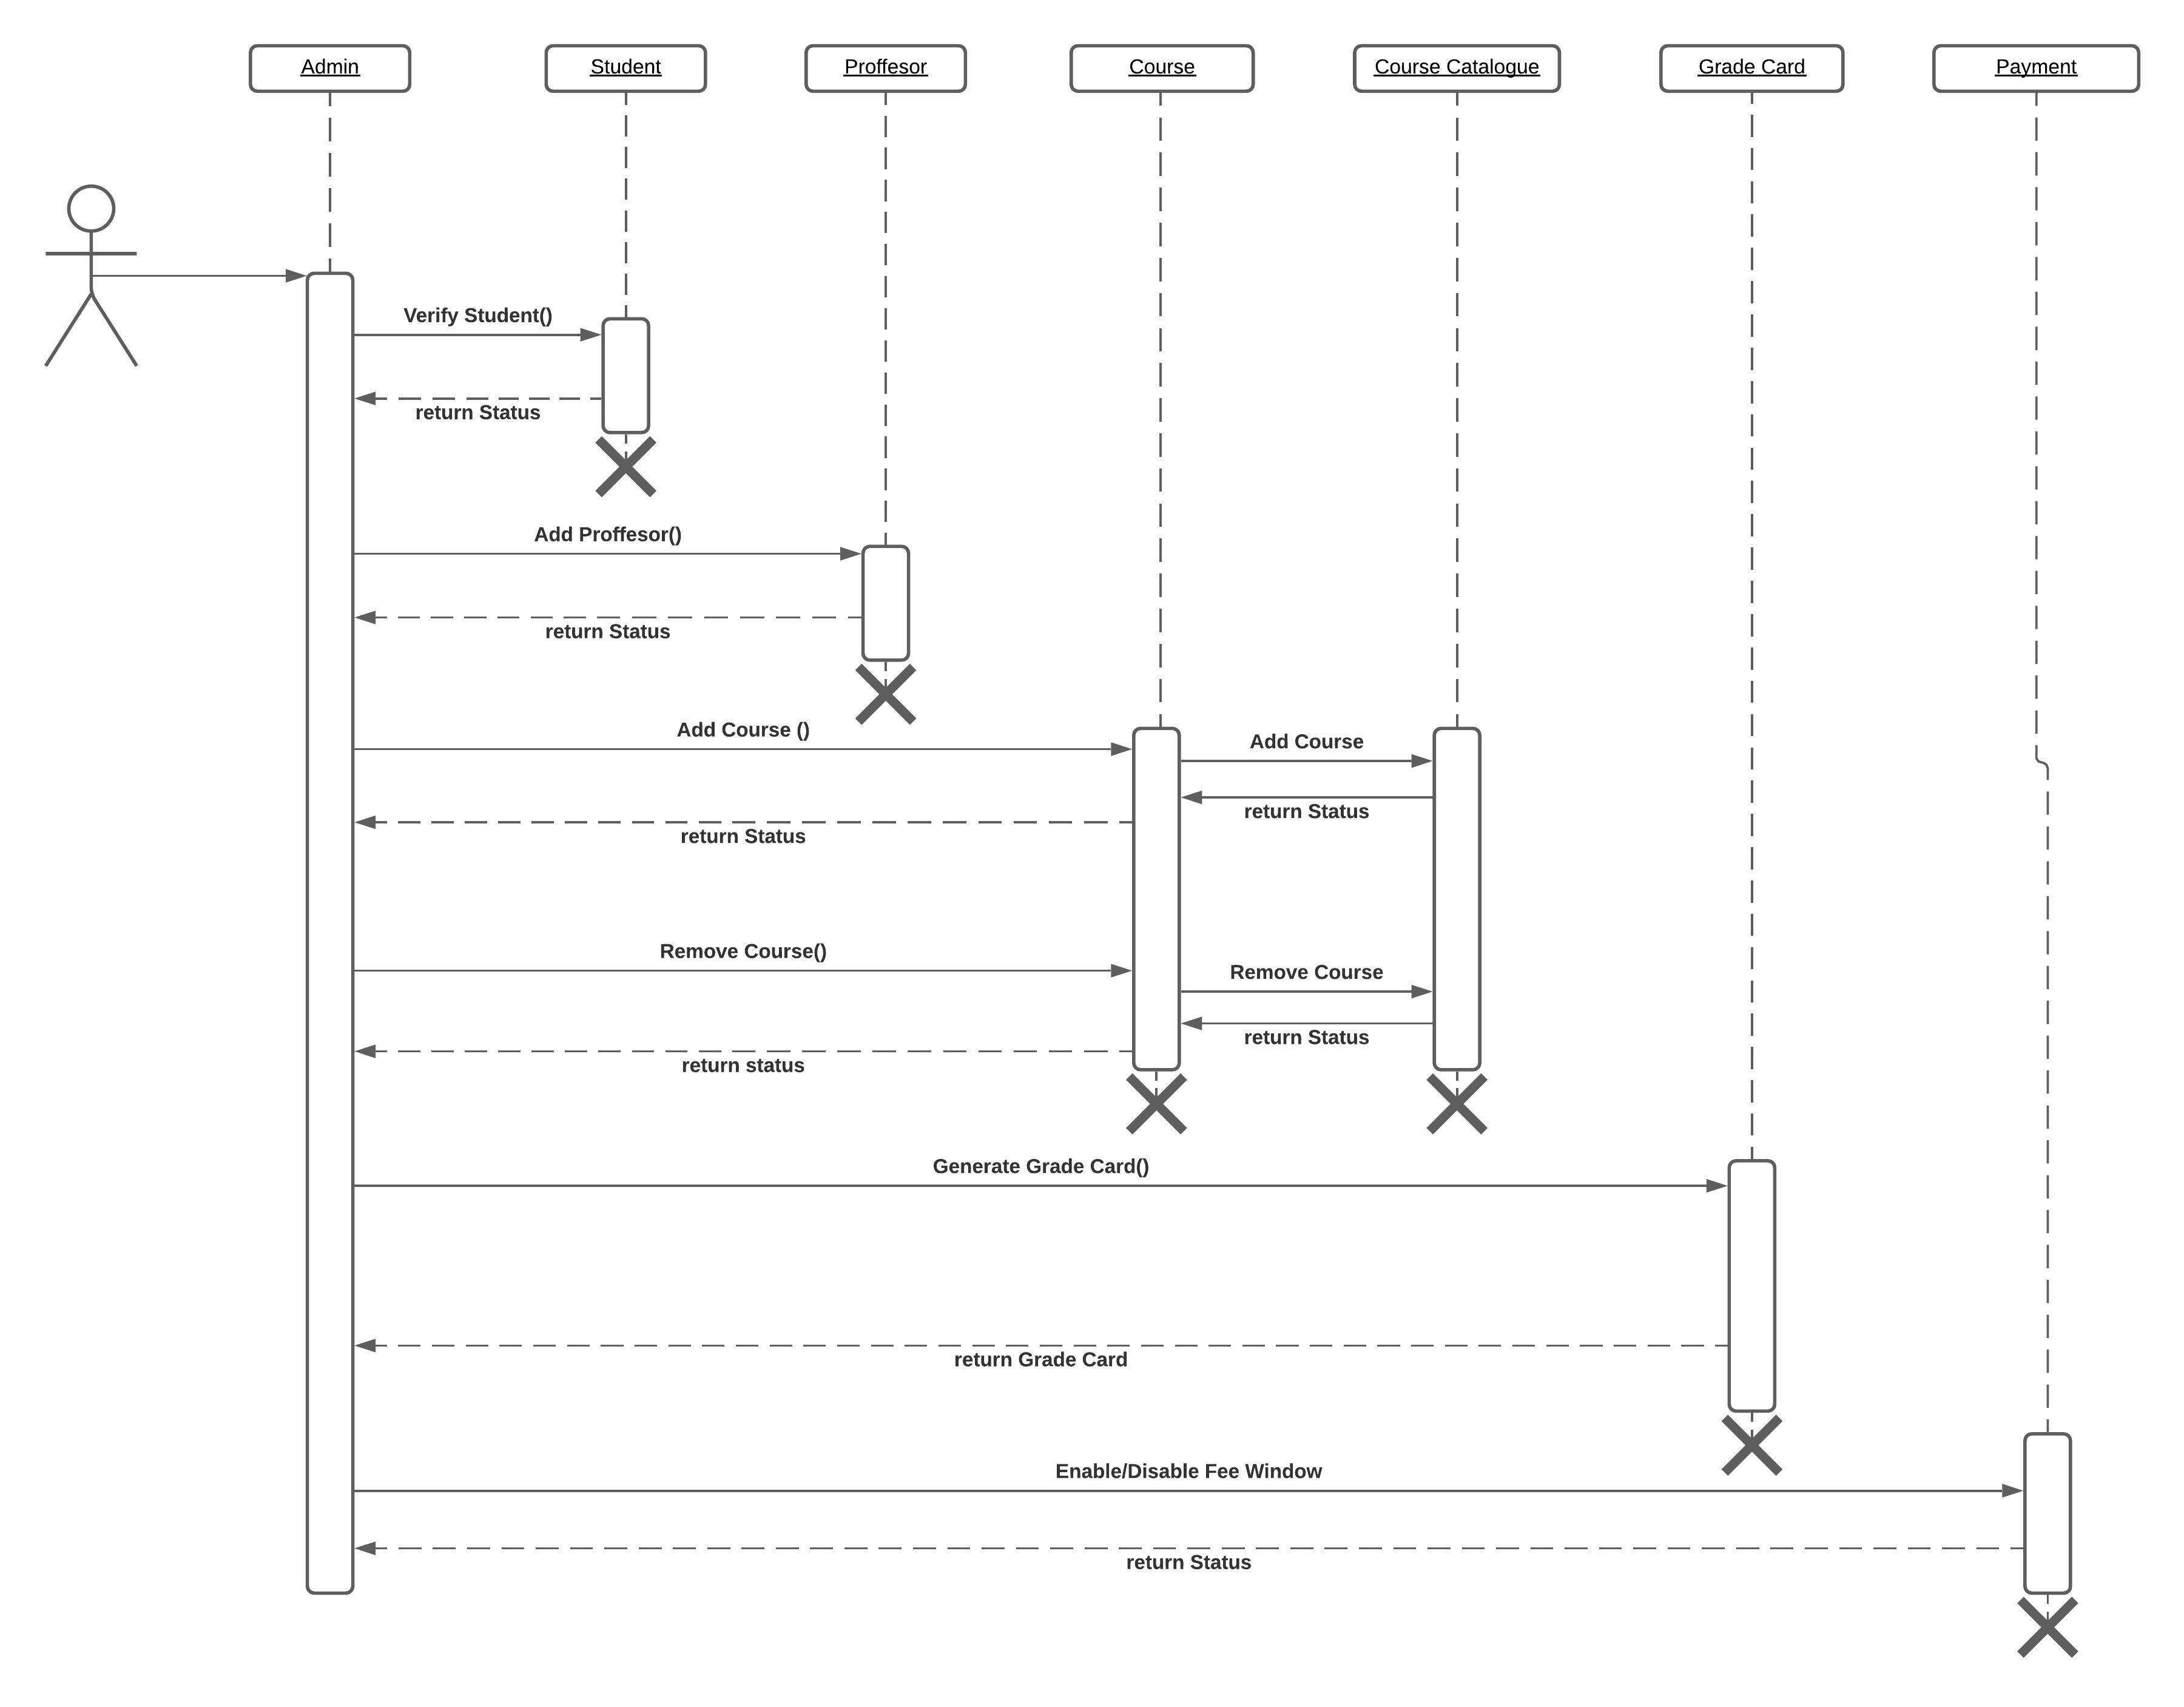 Admin
Student
Proffesor
Course
Course Catalogue
Grade Card
Payment
Verify Student()
return Status
Add Proffesor()
return Status
Add Course ()
Add Course
return Status
return Status
Remove Course()
Remove Course
return Status
return status
Generate Grade Card()
return Grade Card
Enable/Disable Fee Window
return Status